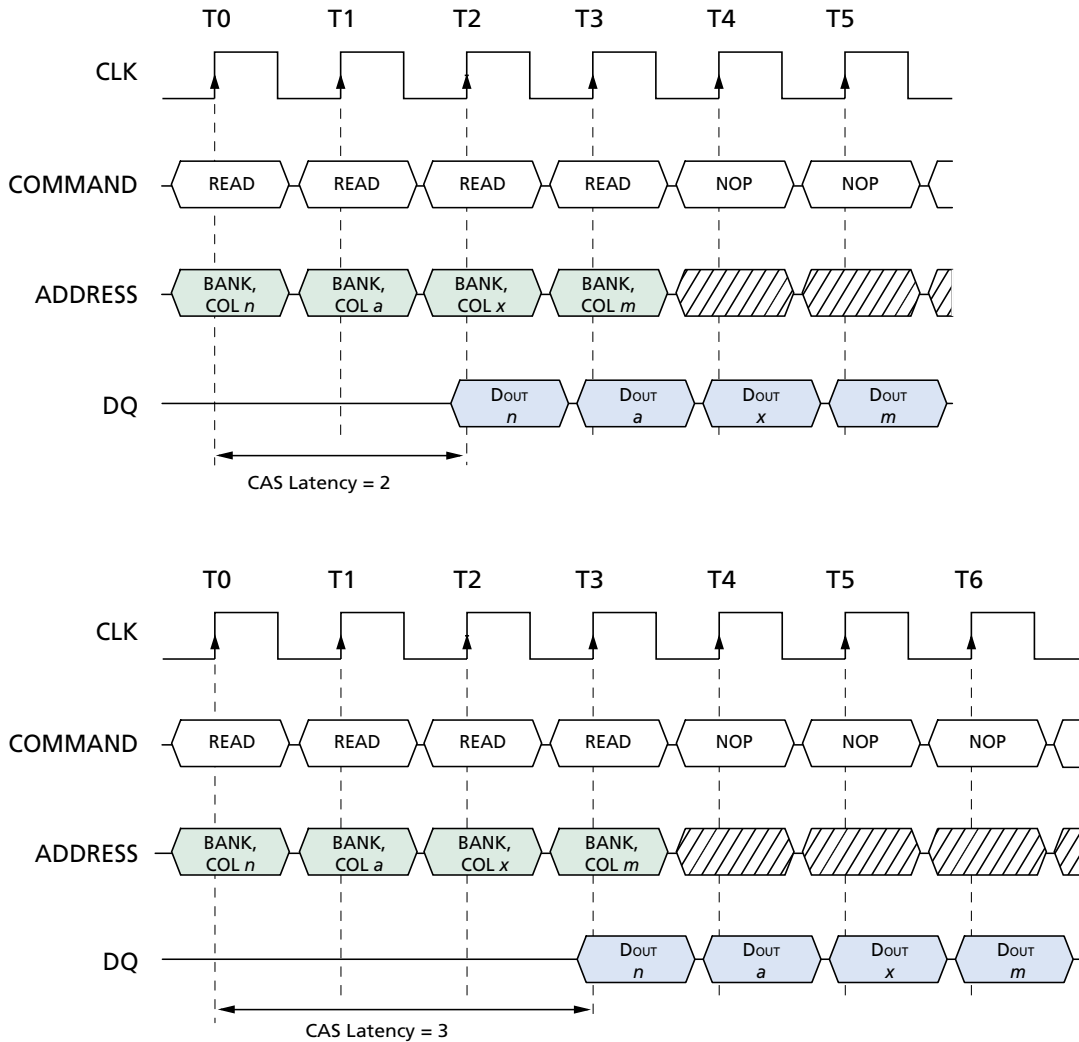 T0 T1 T2 T3 T4 T5
CLK
COMMAND READ READ READ READ NOP NOP
ADDRESS BANK, COL n BANK, COL a BANK, COL x BANK, COL m
DQ DOUT n DOUT a DOUT x DOUT m
CAS Latency = 2
T0 T1 T2 T3 T4 T5 T6
CLK
COMMAND READ READ READ READ NOP NOP NOP
ADDRESS BANK, COL n BANK, COL a BANK, COL x BANK, COL m
DQ DOUT n DOUT a DOUT x DOUT m
CAS Latency = 3